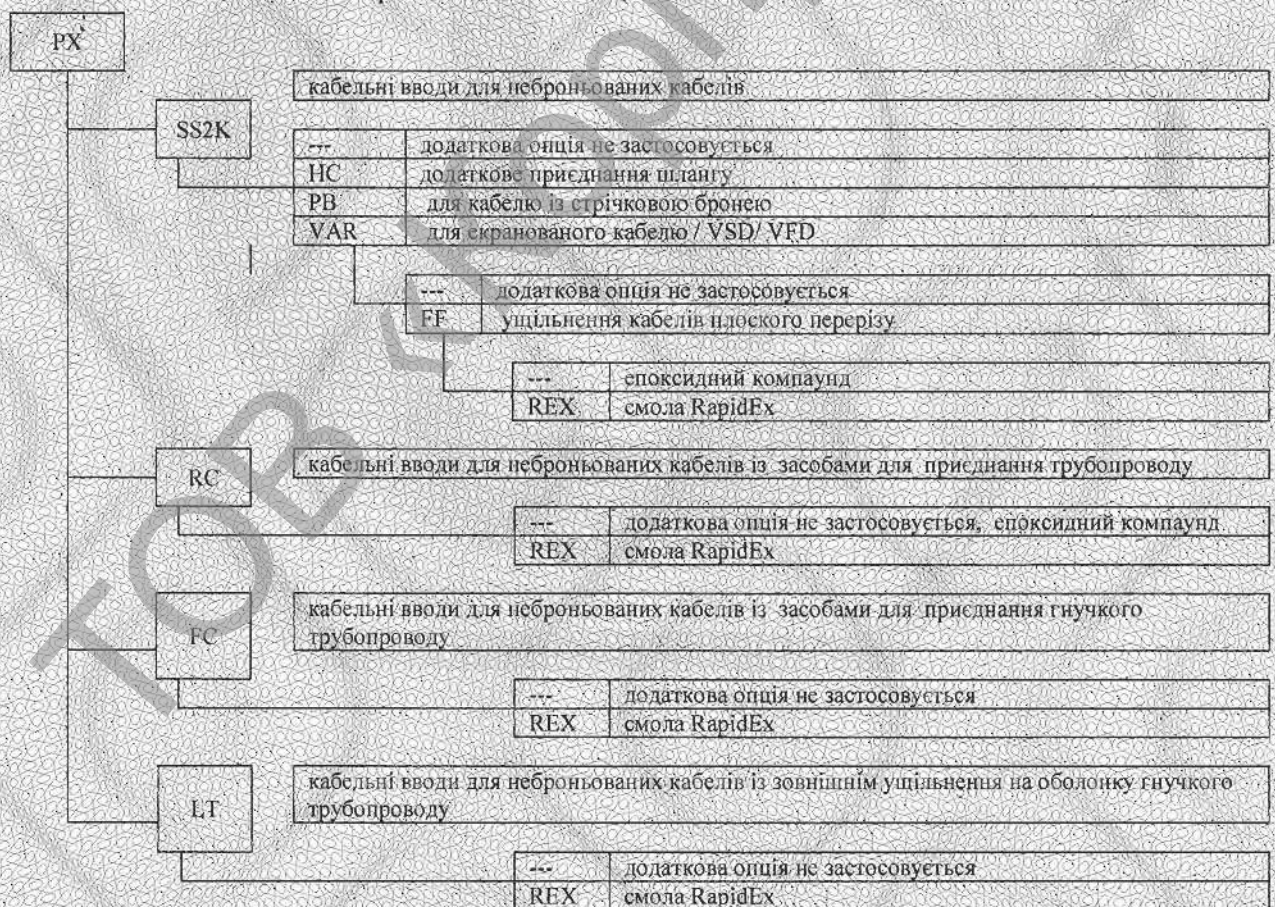 PX
кабельні вводи для неброньованих кабелів
SS2K
--- додаткова опція не застосовується
HC додаткове приєднання шлангу
PB для кабелю із стрічковою бронею
VAR для екранованого кабелю / VSD/ VFD
--- додаткова опція не застосовується
FF ущільнення кабелів плоского перерізу
--- епоксидний компаунд
REX смола RapidEx
RC
кабельні вводи для неброньованих кабелів із засобами для приєднання трубопроводу
--- додаткова опція не застосовується, епоксидний компаунд
REX смола RapidEx
FC
кабельні вводи для неброньованих кабелів із засобами для приєднання гнучкого
трубопроводу
--- додаткова опція не застосовується
REX смола RapidEx
LT
кабельні вводи для неброньованих кабелів із зовнішнім ущільнення на оболонку гнучкого
трубопроводу
--- додаткова опція не застосовується
REX смола RapidEx
ТОВ